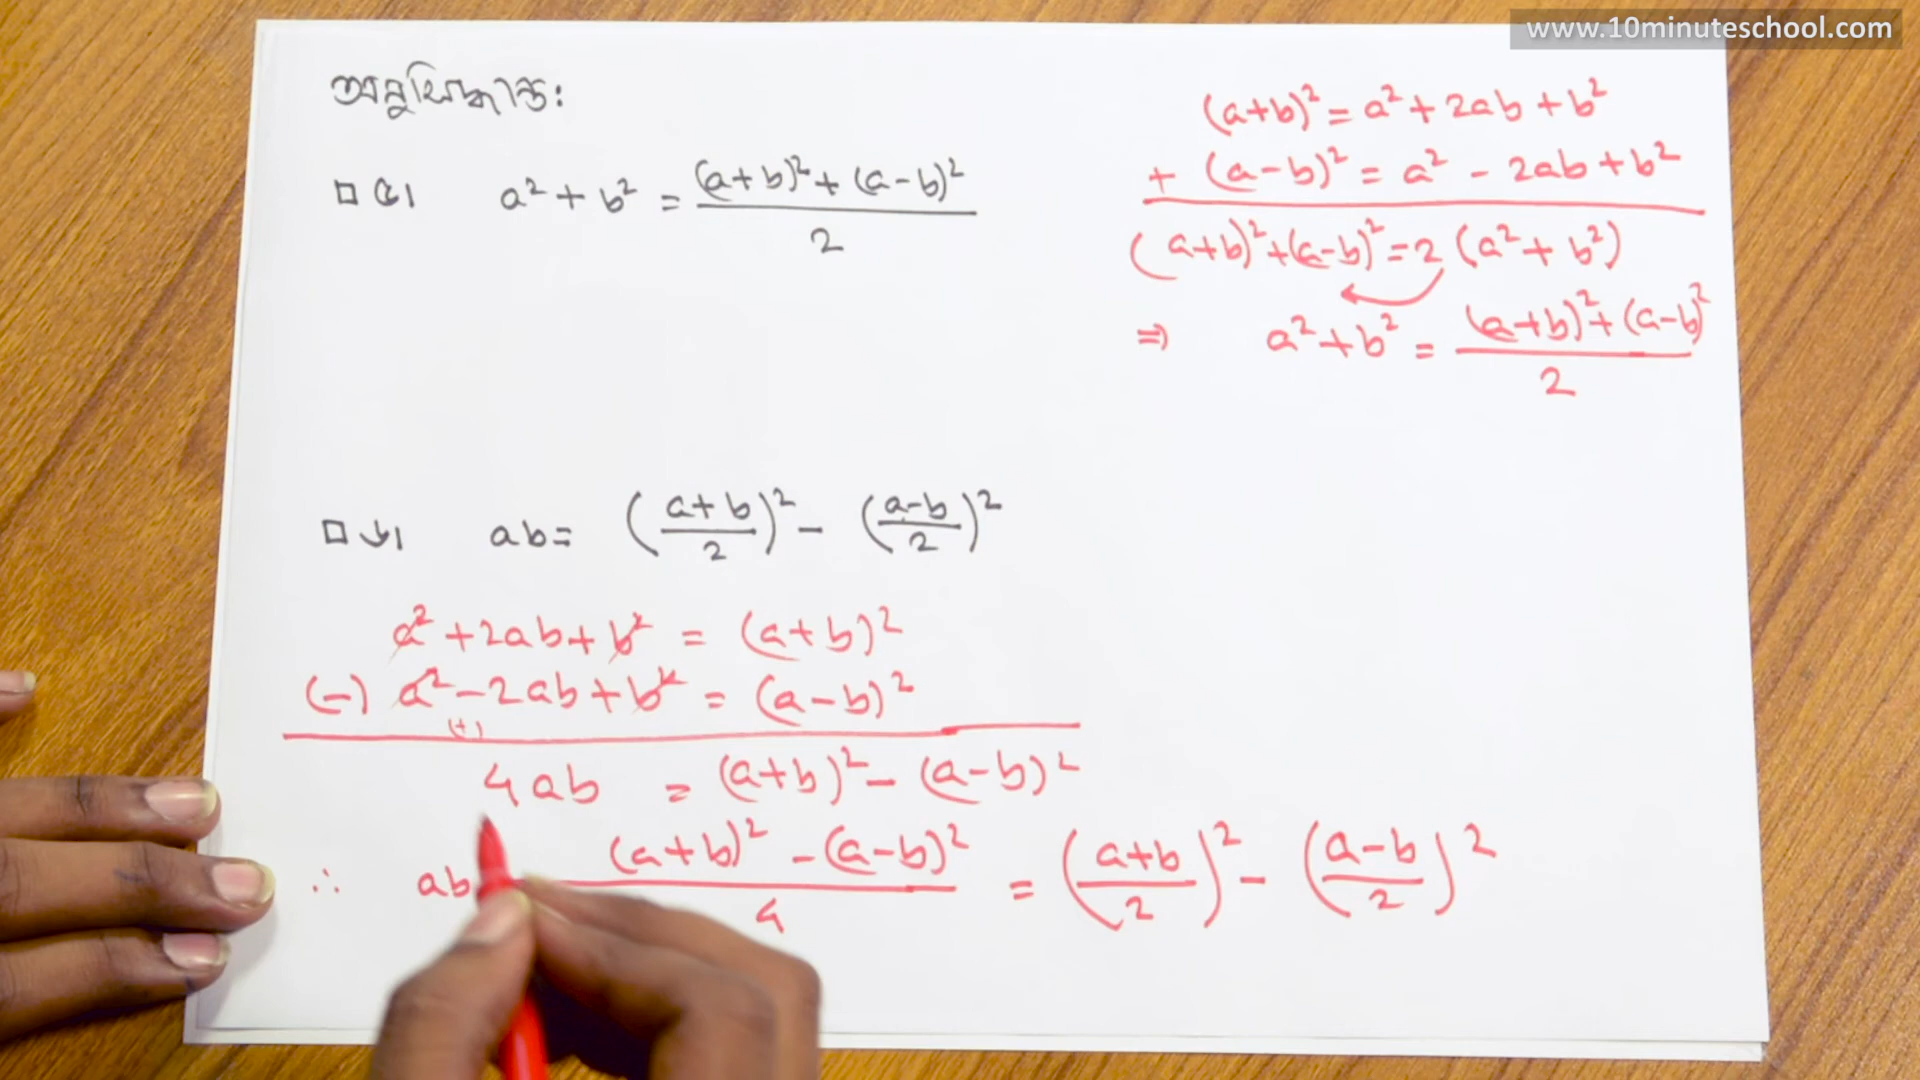 www.10minuteschool.com
অনুসিদ্ধান্ত:
□ ৫। a² + b² = ((a+b)² + (a-b)²)/2
(a+b)² = a² + 2ab + b²
+ (a-b)² = a² - 2ab + b²
(a+b)² + (a-b)² = 2 (a² + b²)
⇒ a² + b² = ((a+b)² + (a-b)²)/2
□ ৬। ab = ((a+b)/2)² - ((a-b)/2)²
a² + 2ab + b² = (a+b)²
(-) a² - 2ab + b² = (a-b)²
(+)
4ab = (a+b)² - (a-b)²
∴ ab ((a+b)² - (a-b)²)/4 = ((a+b)/2)² - ((a-b)/2)²